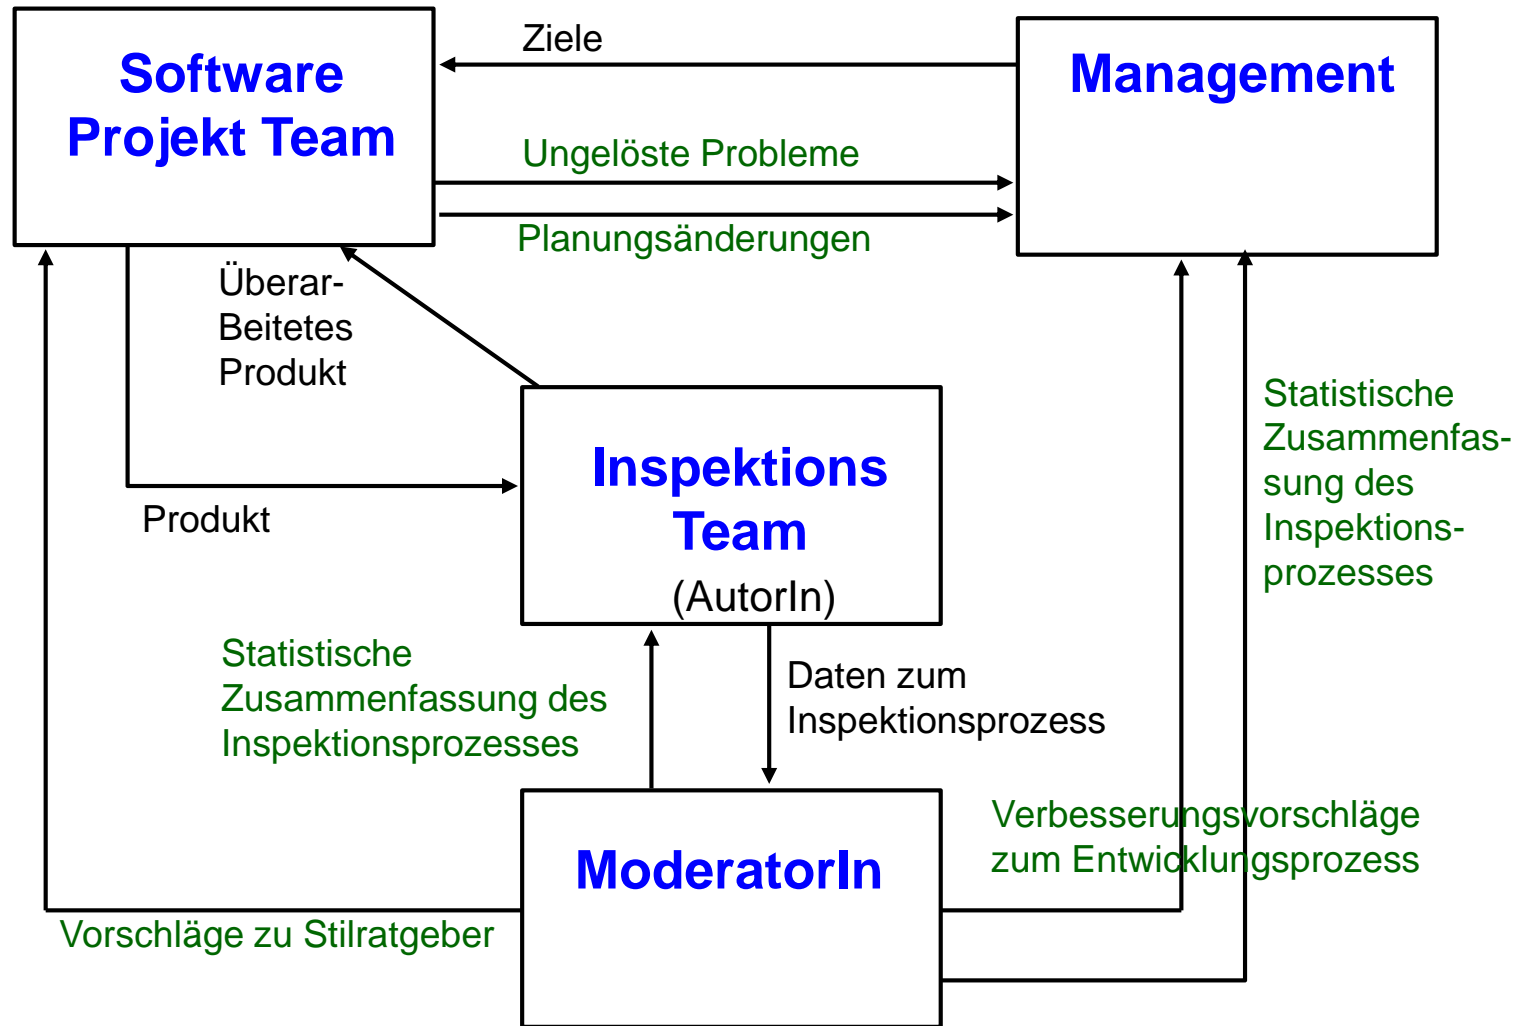 Software
Projekt Team
Ziele
Management
Ungelöste Probleme
Planungsänderungen
Überar-
Beitetes
Produkt
Produkt
Inspektions
Team
(AutorIn)
Statistische
Zusammenfas-
sung des
Inspektions-
prozesses
Statistische
Zusammenfassung des
Inspektionsprozesses
Daten zum
Inspektionsprozess
ModeratorIn
Verbesserungsvorschläge
zum Entwicklungsprozess
Vorschläge zu Stilratgeber